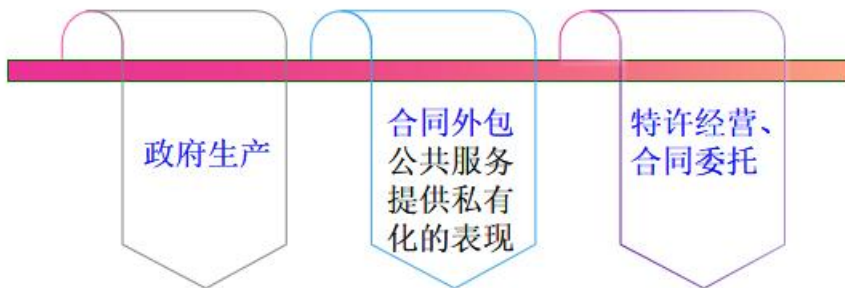 政府生产
合同外包
公共服务
提供私有
化的表现
特许经营、
合同委托